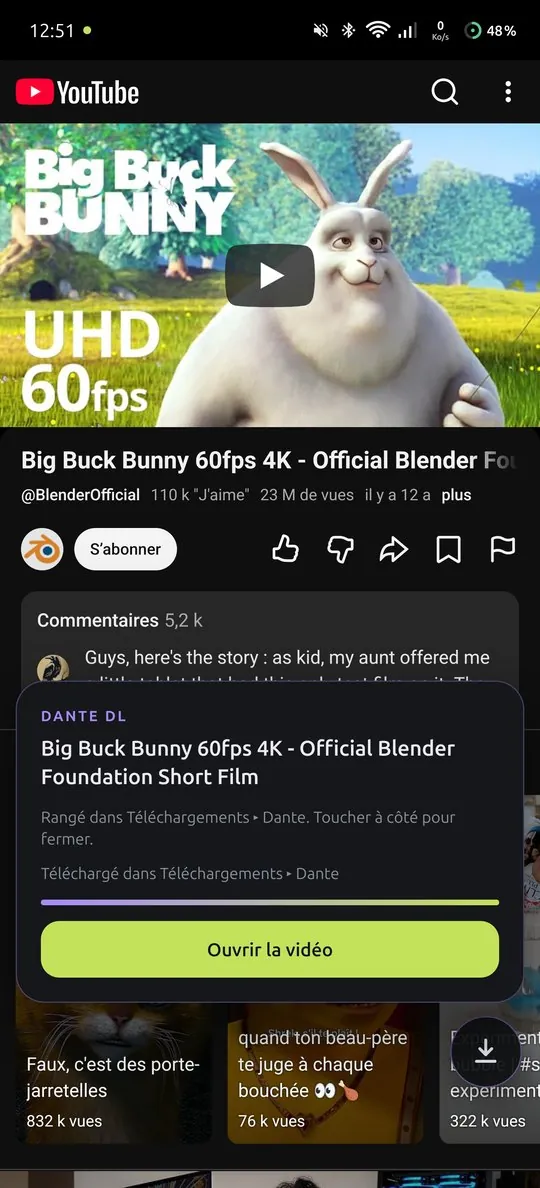 12:51
0
Ko/s
48%
YouTube
Big Buck
BUNNY
UHD
60fps
Big Buck Bunny 60fps 4K - Official Blender Fou
@BlenderOfficial 110 k "J'aime" 23 M de vues il y a 12 a plus
S'abonner
Commentaires 5,2 k
Guys, here's the story : as kid, my aunt offered me
DANTE DL
Big Buck Bunny 60fps 4K - Official Blender
Foundation Short Film
Rangé dans Téléchargements ▸ Dante. Toucher à côté pour
fermer.
Téléchargé dans Téléchargements ▸ Dante
Ouvrir la vidéo
Faux, c'est des porte-
jarretelles
832 k vues
quand ton beau-père
te juge à chaque
bouchée 👀🍗
76 k vues
322 k vues